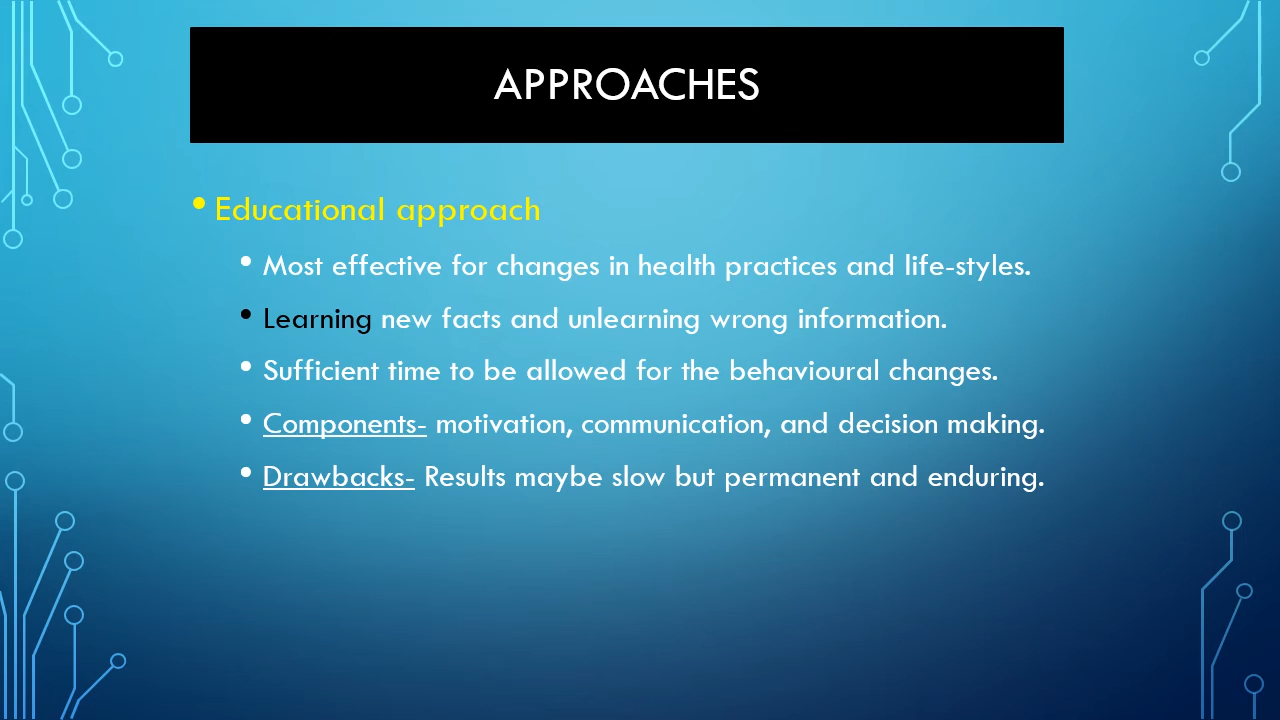 APPROACHES
• Educational approach
• Most effective for changes in health practices and life-styles.
• Learning new facts and unlearning wrong information.
• Sufficient time to be allowed for the behavioural changes.
• Components- motivation, communication, and decision making.
• Drawbacks- Results maybe slow but permanent and enduring.